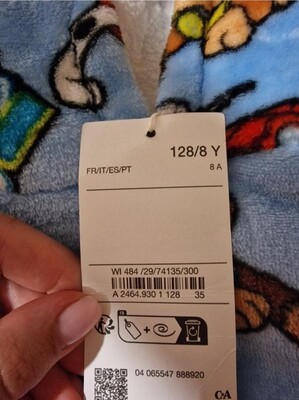 128/8 Y
FR/IT/ES/PT 8 A
WI 484 /29/74135/300
A 2464.930 1 128 35
FR
04 065547 888920
C&A